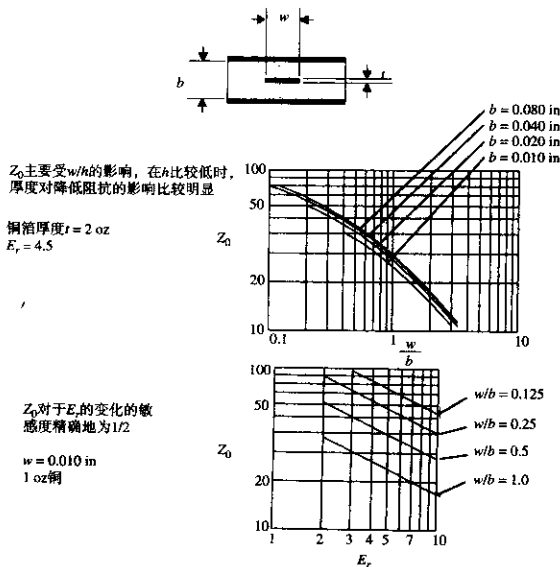 w
b
t
b = 0.080 in
b = 0.040 in
b = 0.020 in
b = 0.010 in
Z0主要受w/h的影响，在h比较低时，
厚度对降低阻抗的影响比较明显
铜箔厚度t = 2 oz
Er = 4.5
Z0
100
50
20
10
0.1
1
10
w
b
Z0对于Er的变化的敏
感度精确地为1/2
w = 0.010 in
1 oz铜
Z0
100
50
20
10
1
2
3
4
5
7
10
Er
w/b = 0.125
w/b = 0.25
w/b = 0.5
w/b = 1.0